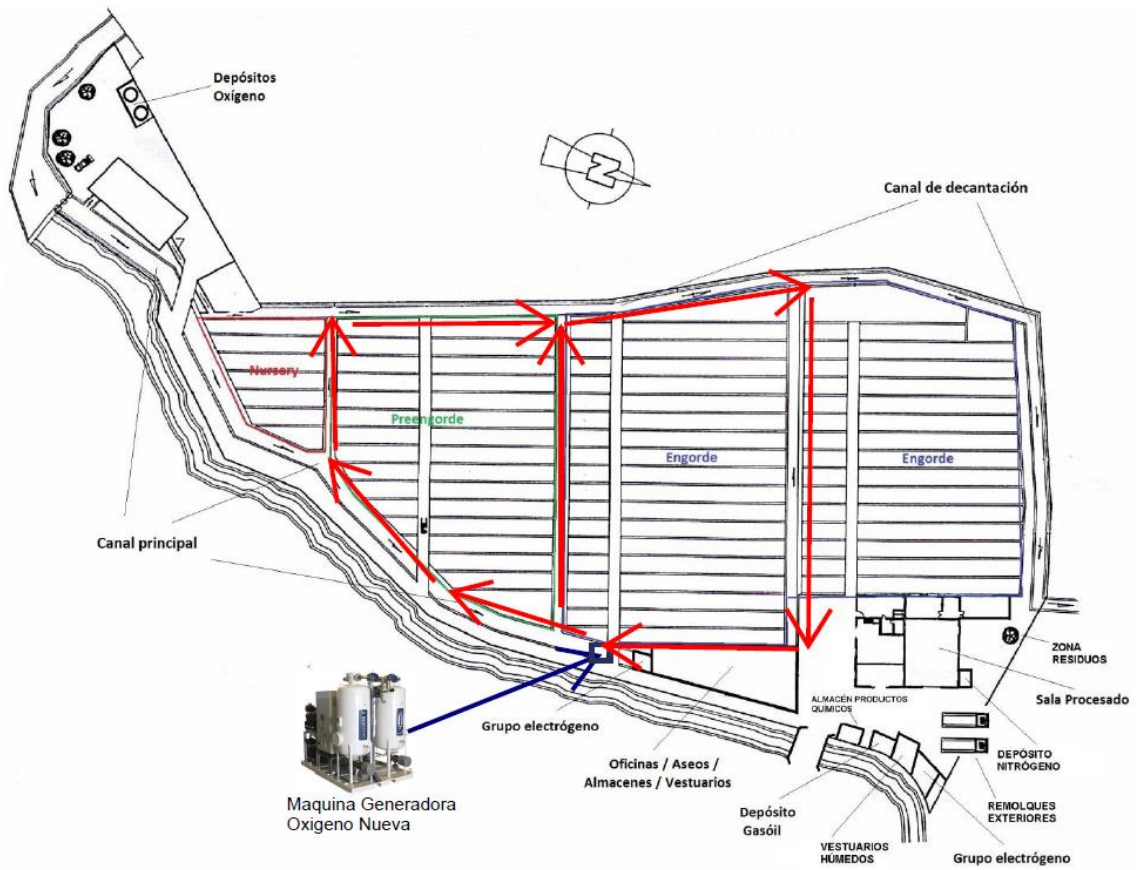 Depósitos
Oxígeno
N
Canal de decantación
Nursery
Preengorde
Engorde
Engorde
Canal principal
ZONA
RESIDUOS
Sala Procesado
ALMACÉN PRODUCTOS
QUÍMICOS
Grupo electrógeno
Oficinas / Aseos /
Almacenes / Vestuarios
DEPÓSITO
NITRÓGENO
Maquina Generadora
Oxigeno Nueva
Depósito
Gasóil
REMOLQUES
EXTERIORES
VESTUARIOS
HÚMEDOS
Grupo electrógeno